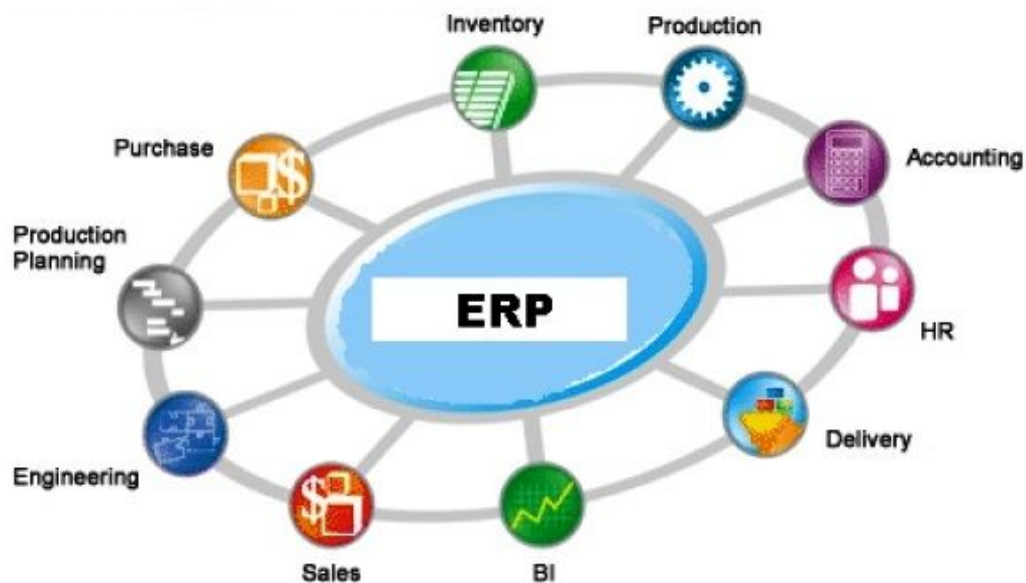 Inventory
Production
Purchase
Accounting
Production
Planning
ERP
HR
Delivery
Engineering
Sales
BI